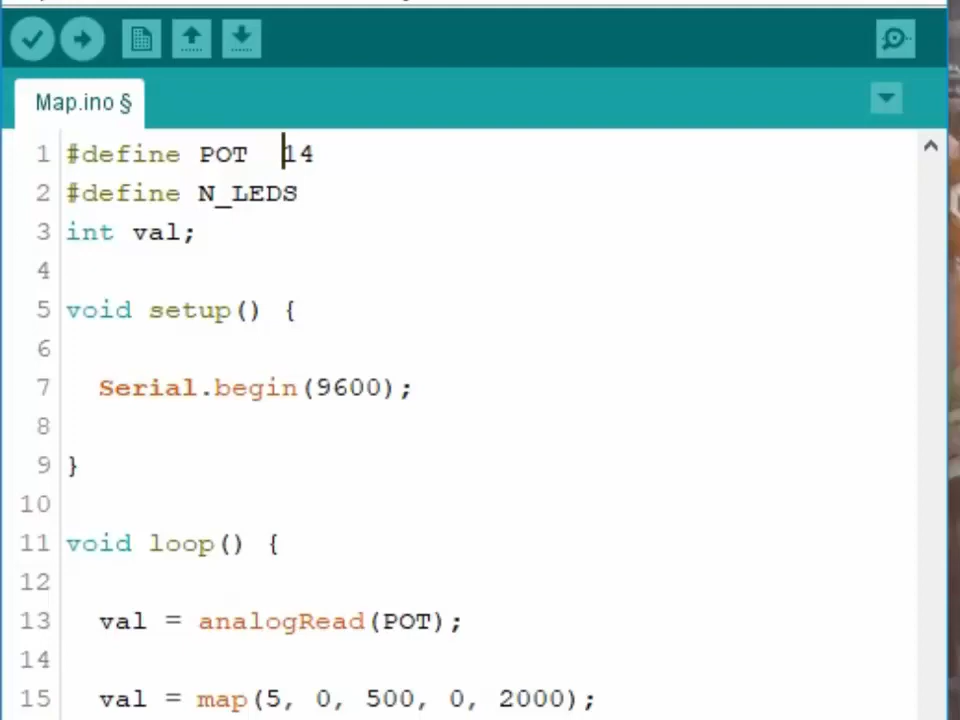 Map.ino §
1 #define POT  14
2 #define N_LEDS
3 int val;
4
5 void setup() {
6
7   Serial.begin(9600);
8
9 }
10
11 void loop() {
12
13   val = analogRead(POT);
14
15   val = map(5, 0, 500, 0, 2000);